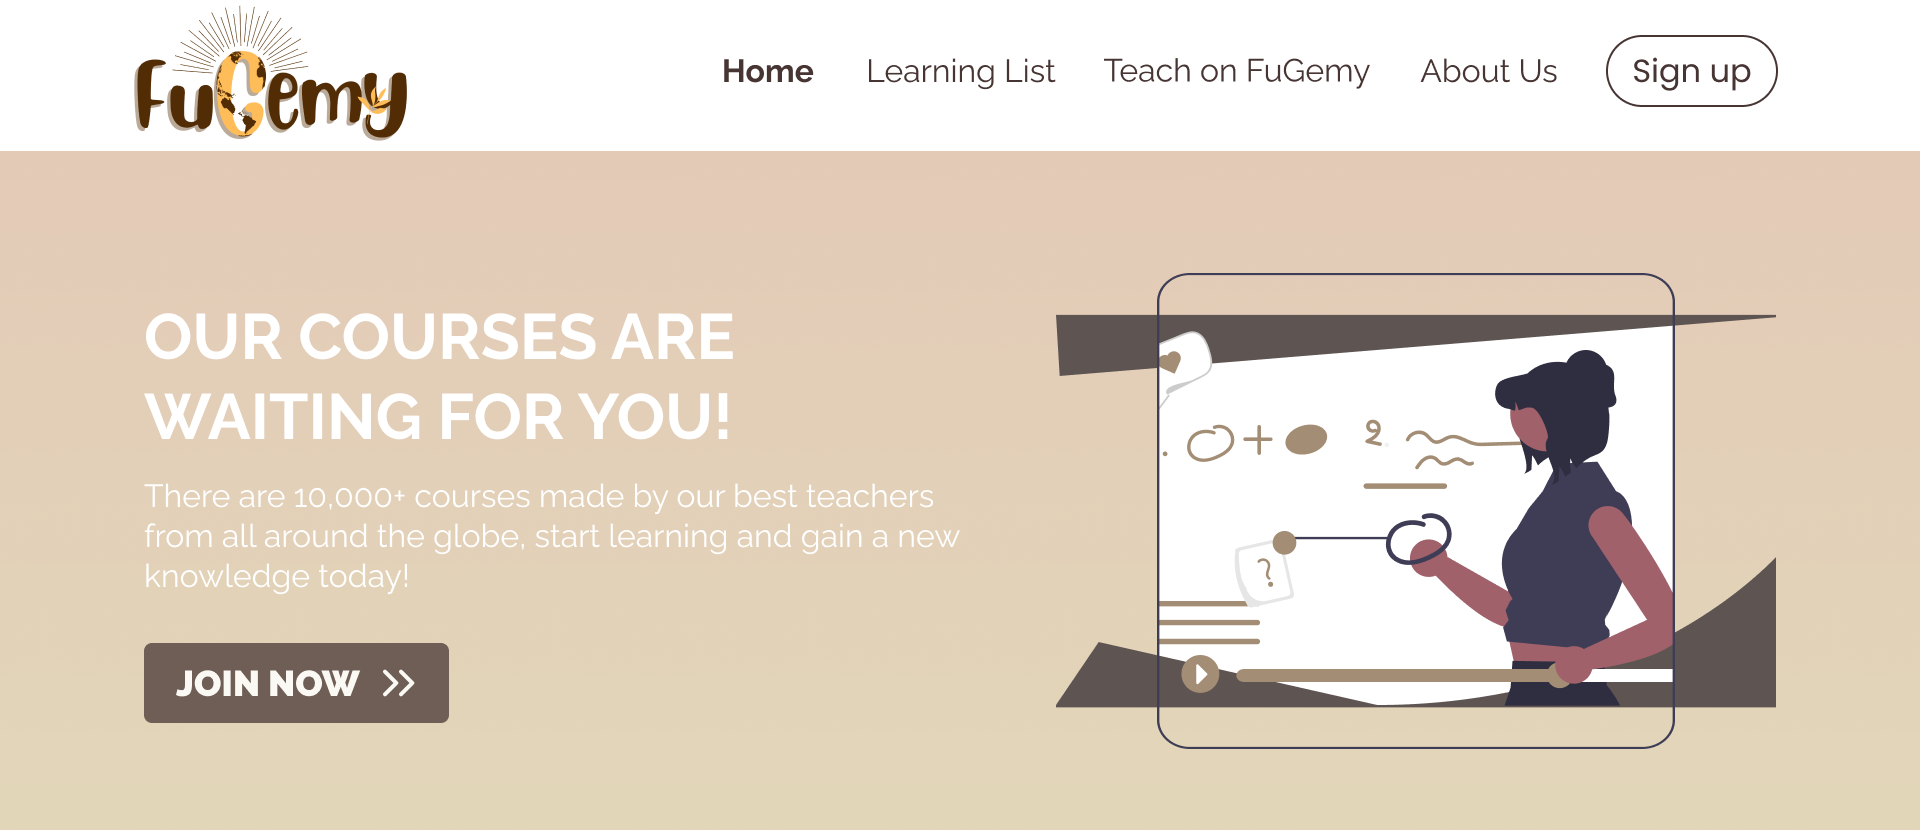 FuGemy
Home
Learning List
Teach on FuGemy
About Us
Sign up
OUR COURSES ARE
WAITING FOR YOU!
There are 10,000+ courses made by our best teachers
from all around the globe, start learning and gain a new
knowledge today!
JOIN NOW
?